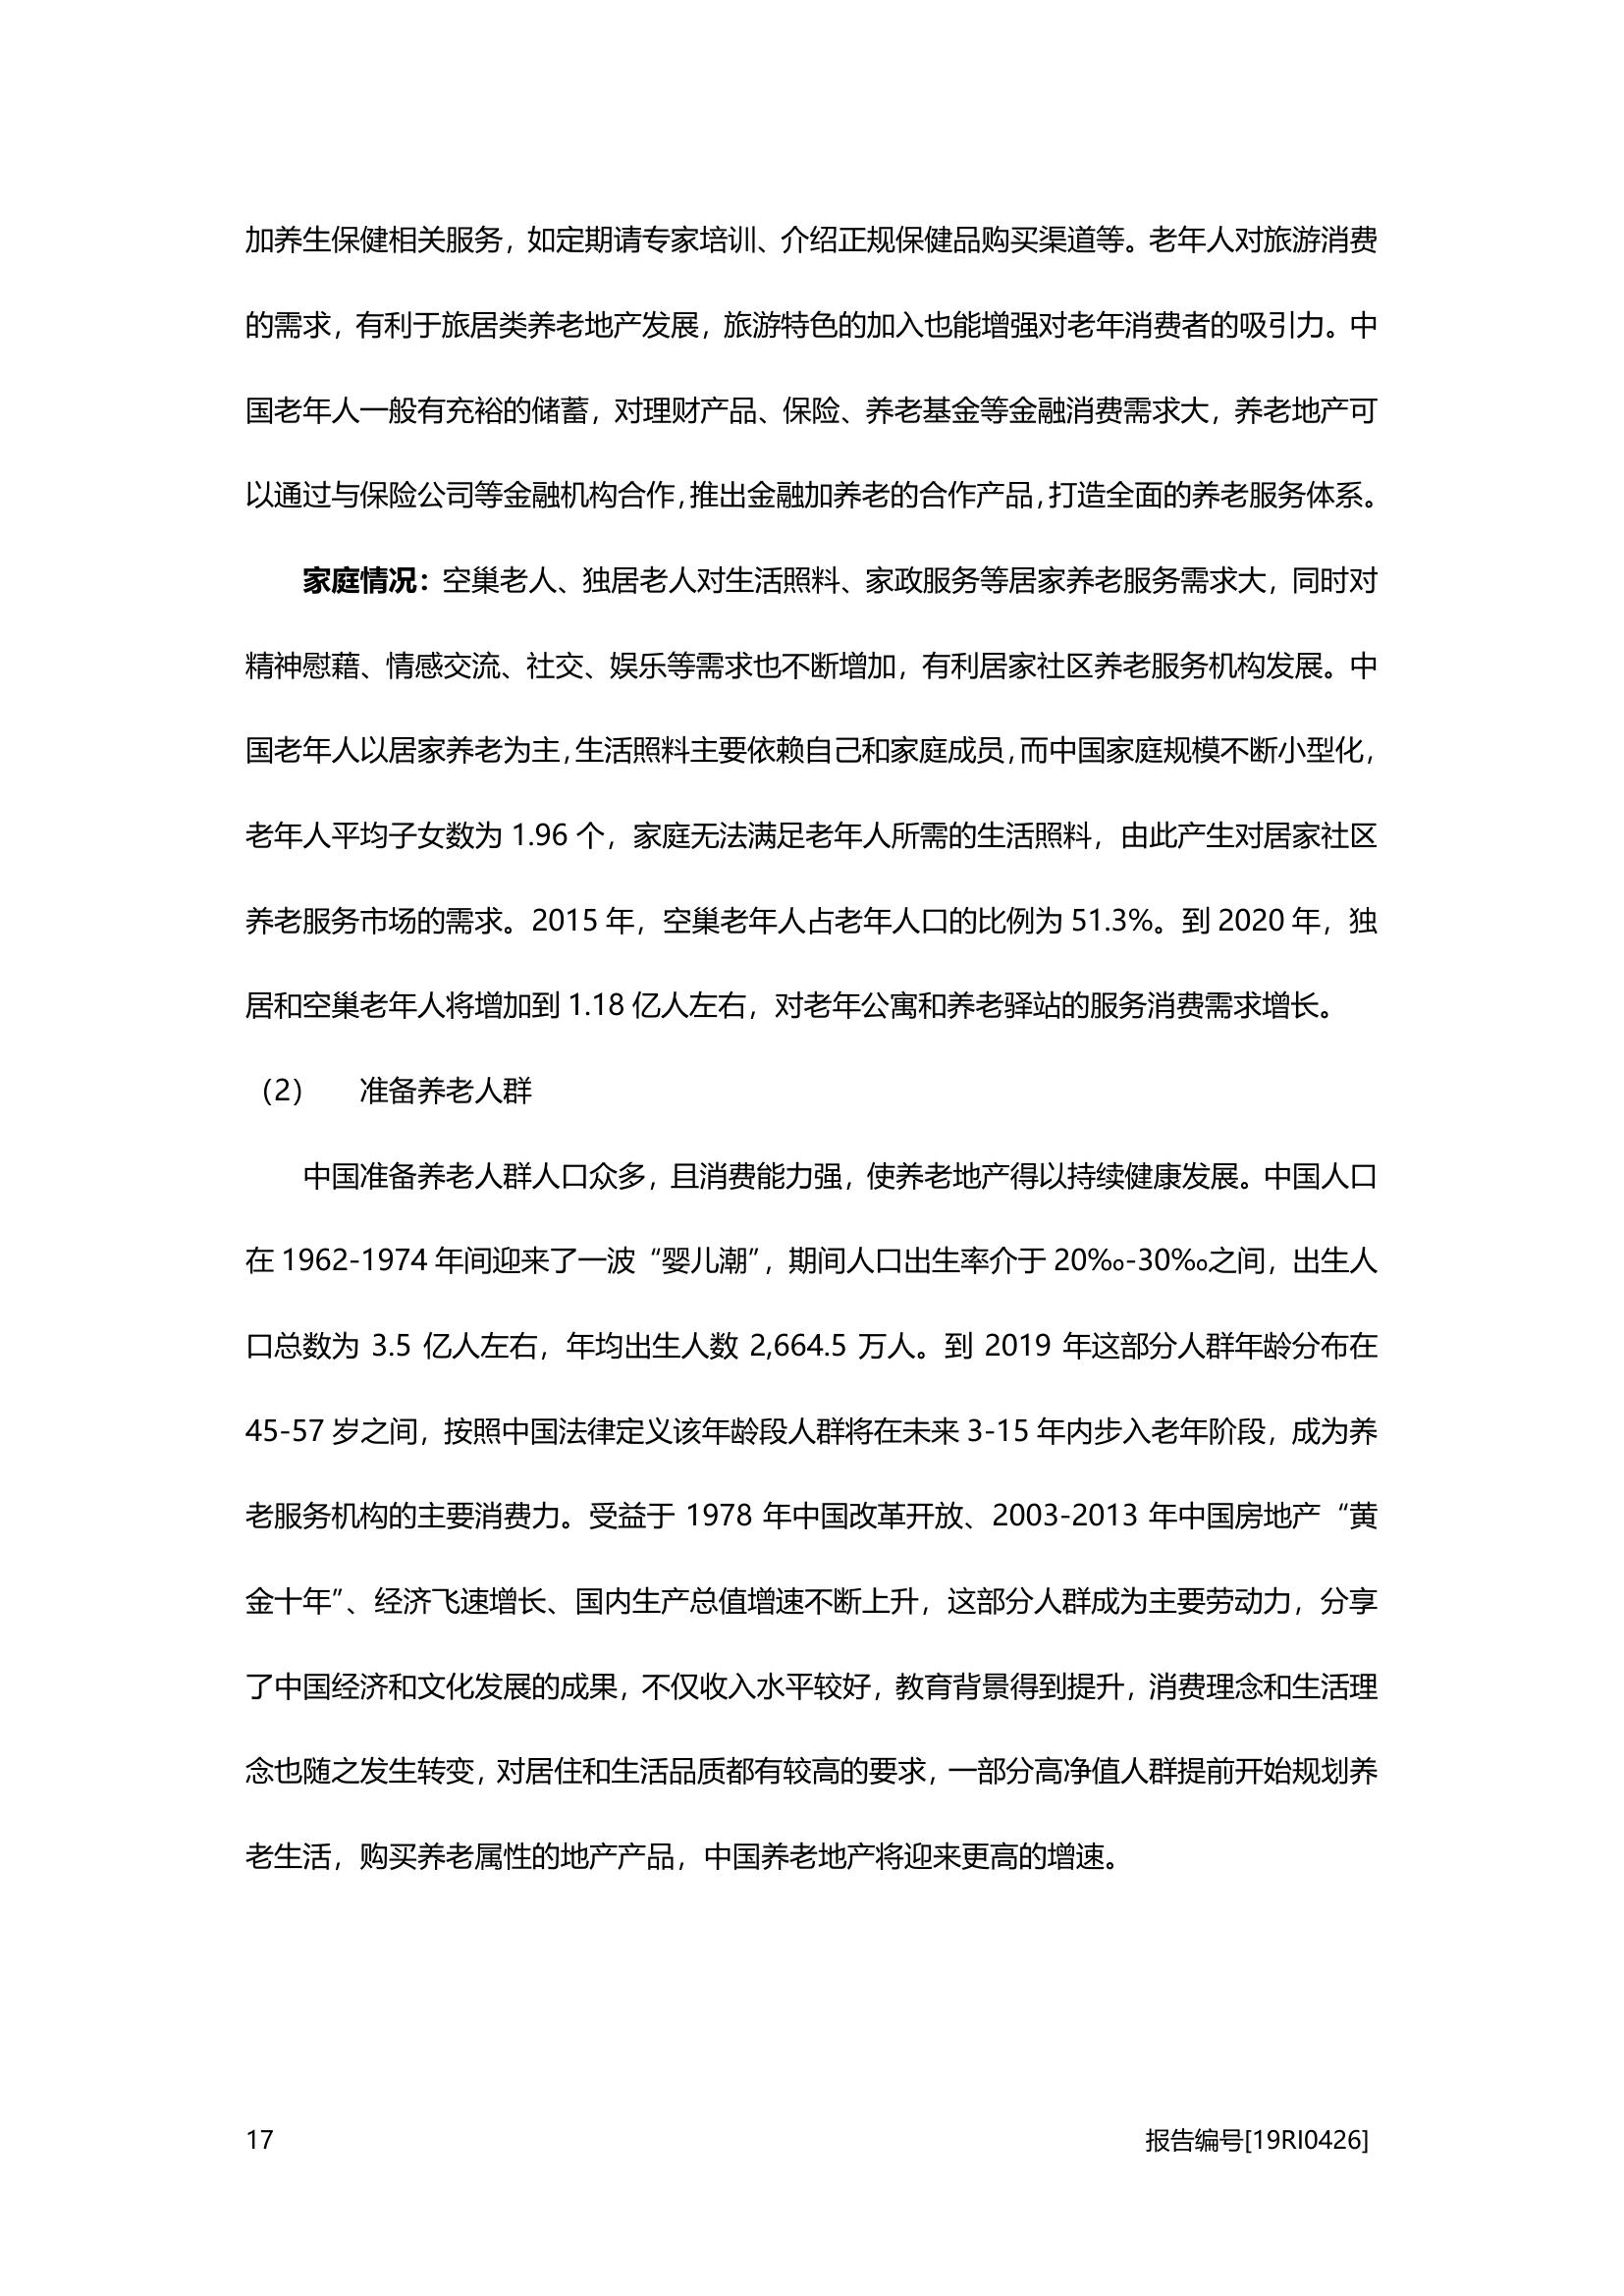 加养生保健相关服务，如定期请专家培训、介绍正规保健品购买渠道等。老年人对旅游消费
的需求，有利于旅居类养老地产发展，旅游特色的加入也能增强对老年消费者的吸引力。中
国老年人一般有充裕的储蓄，对理财产品、保险、养老基金等金融消费需求大，养老地产可
以通过与保险公司等金融机构合作，推出金融加养老的合作产品，打造全面的养老服务体系。
家庭情况：空巢老人、独居老人对生活照料、家政服务等居家养老服务需求大，同时对
精神慰藉、情感交流、社交、娱乐等需求也不断增加，有利居家社区养老服务机构发展。中
国老年人以居家养老为主，生活照料主要依赖自己和家庭成员，而中国家庭规模不断小型化，
老年人平均子女数为 1.96 个，家庭无法满足老年人所需的生活照料，由此产生对居家社区
养老服务市场的需求。2015 年，空巢老年人占老年人口的比例为 51.3%。到 2020 年，独
居和空巢老年人将增加到 1.18 亿人左右，对老年公寓和养老驿站的服务消费需求增长。
（2） 准备养老人群
中国准备养老人群人口众多，且消费能力强，使养老地产得以持续健康发展。中国人口
在 1962-1974 年间迎来了一波“婴儿潮”，期间人口出生率介于 20‰-30‰之间，出生人
口总数为 3.5 亿人左右，年均出生人数 2,664.5 万人。到 2019 年这部分人群年龄分布在
45-57 岁之间，按照中国法律定义该年龄段人群将在未来 3-15 年内步入老年阶段，成为养
老服务机构的主要消费力。受益于 1978 年中国改革开放、2003-2013 年中国房地产“黄
金十年”、经济飞速增长、国内生产总值增速不断上升，这部分人群成为主要劳动力，分享
了中国经济和文化发展的成果，不仅收入水平较好，教育背景得到提升，消费理念和生活理
念也随之发生转变，对居住和生活品质都有较高的要求，一部分高净值人群提前开始规划养
老生活，购买养老属性的地产产品，中国养老地产将迎来更高的增速。
17 报告编号[19RI0426]